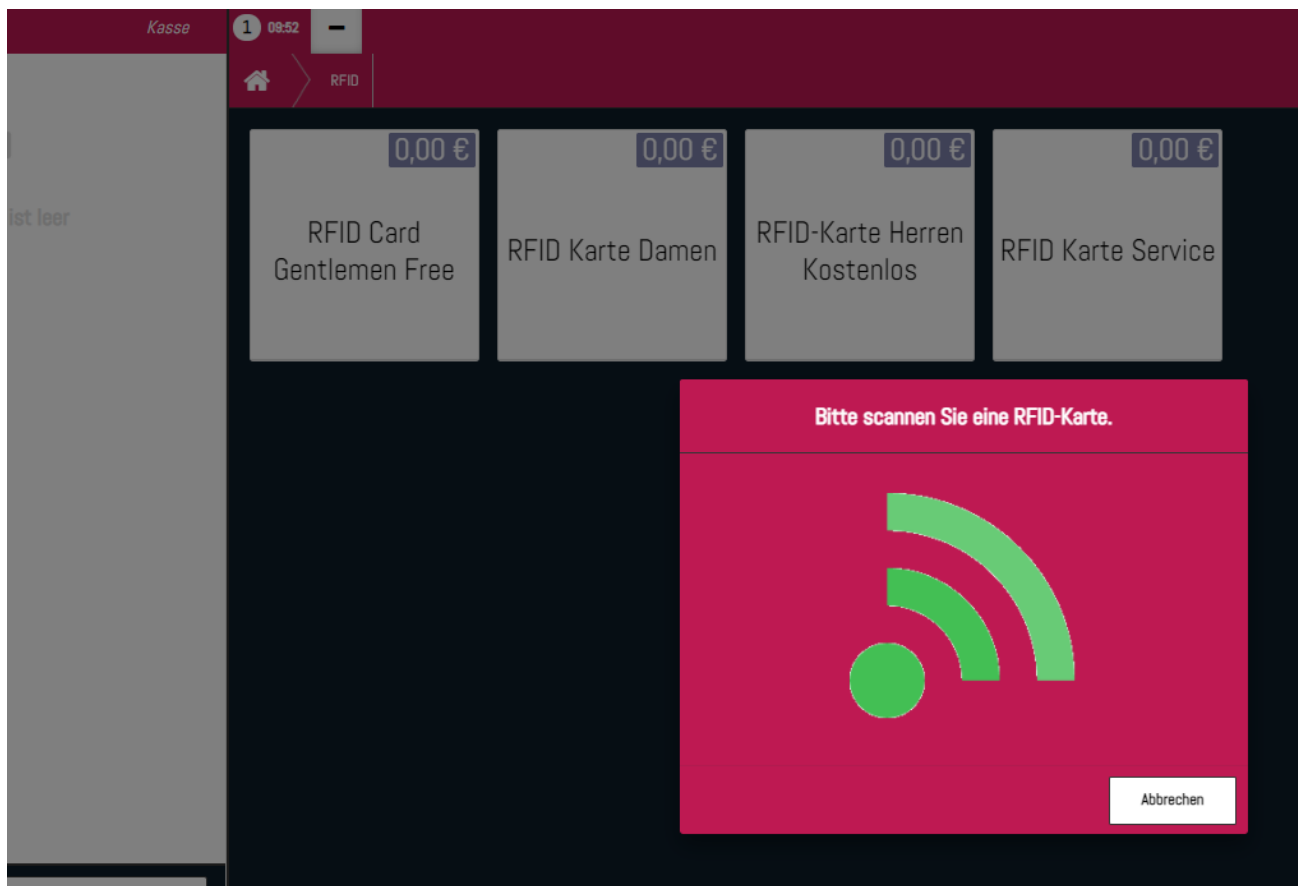 Kasse
1 09:52
RFID
ist leer
0,00 €
RFID Card
Gentlemen Free
0,00 €
RFID Karte Damen
0,00 €
RFID-Karte Herren
Kostenlos
0,00 €
RFID Karte Service
Bitte scannen Sie eine RFID-Karte.
Abbrechen